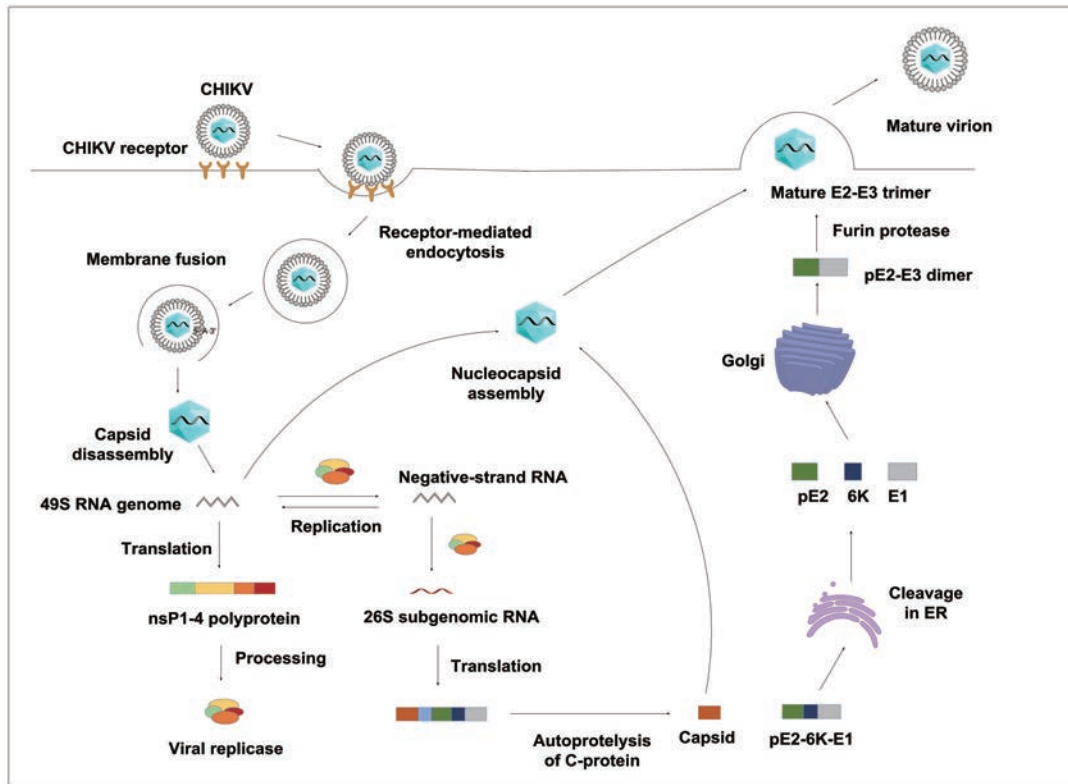 CHIKV
CHIKV receptor
Receptor-mediated
endocytosis
Membrane fusion
Capsid
disassembly
49S RNA genome
Translation
nsP1-4 polyprotein
Processing
Viral replicase
Replication
Negative-strand RNA
26S subgenomic RNA
Translation
Autoprotelysis
of C-protein
Capsid
Nucleocapsid
assembly
pE2-6K-E1
Cleavage
in ER
pE2
6K
E1
Golgi
pE2-E3 dimer
Furin protease
Mature E2-E3 trimer
Mature virion